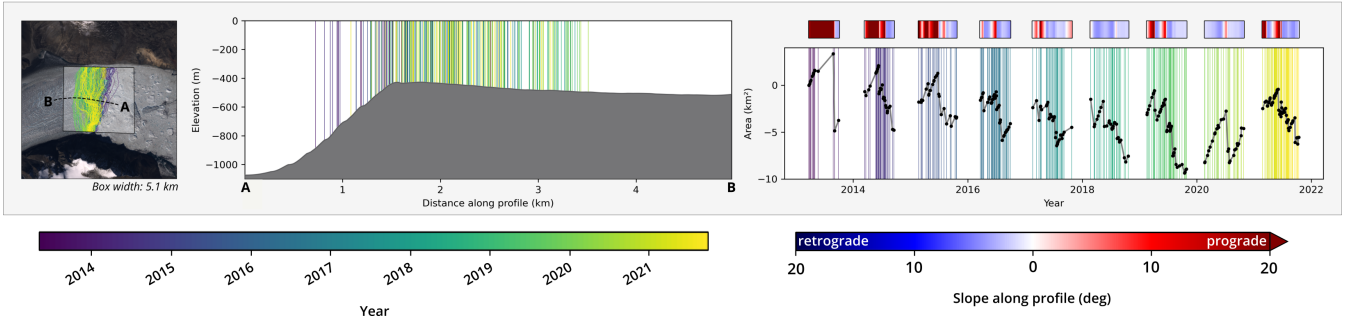 B
A
Box width: 5.1 km
Elevation (m)
0
−200
−400
−600
−800
−1000
A
1
2
3
4
B
Distance along profile (km)
Area (km²)
0
−5
−10
2014
2016
2018
2020
2022
Year
2014
2015
2016
2017
2018
2019
2020
2021
Year
retrograde
prograde
20
10
0
10
20
Slope along profile (deg)